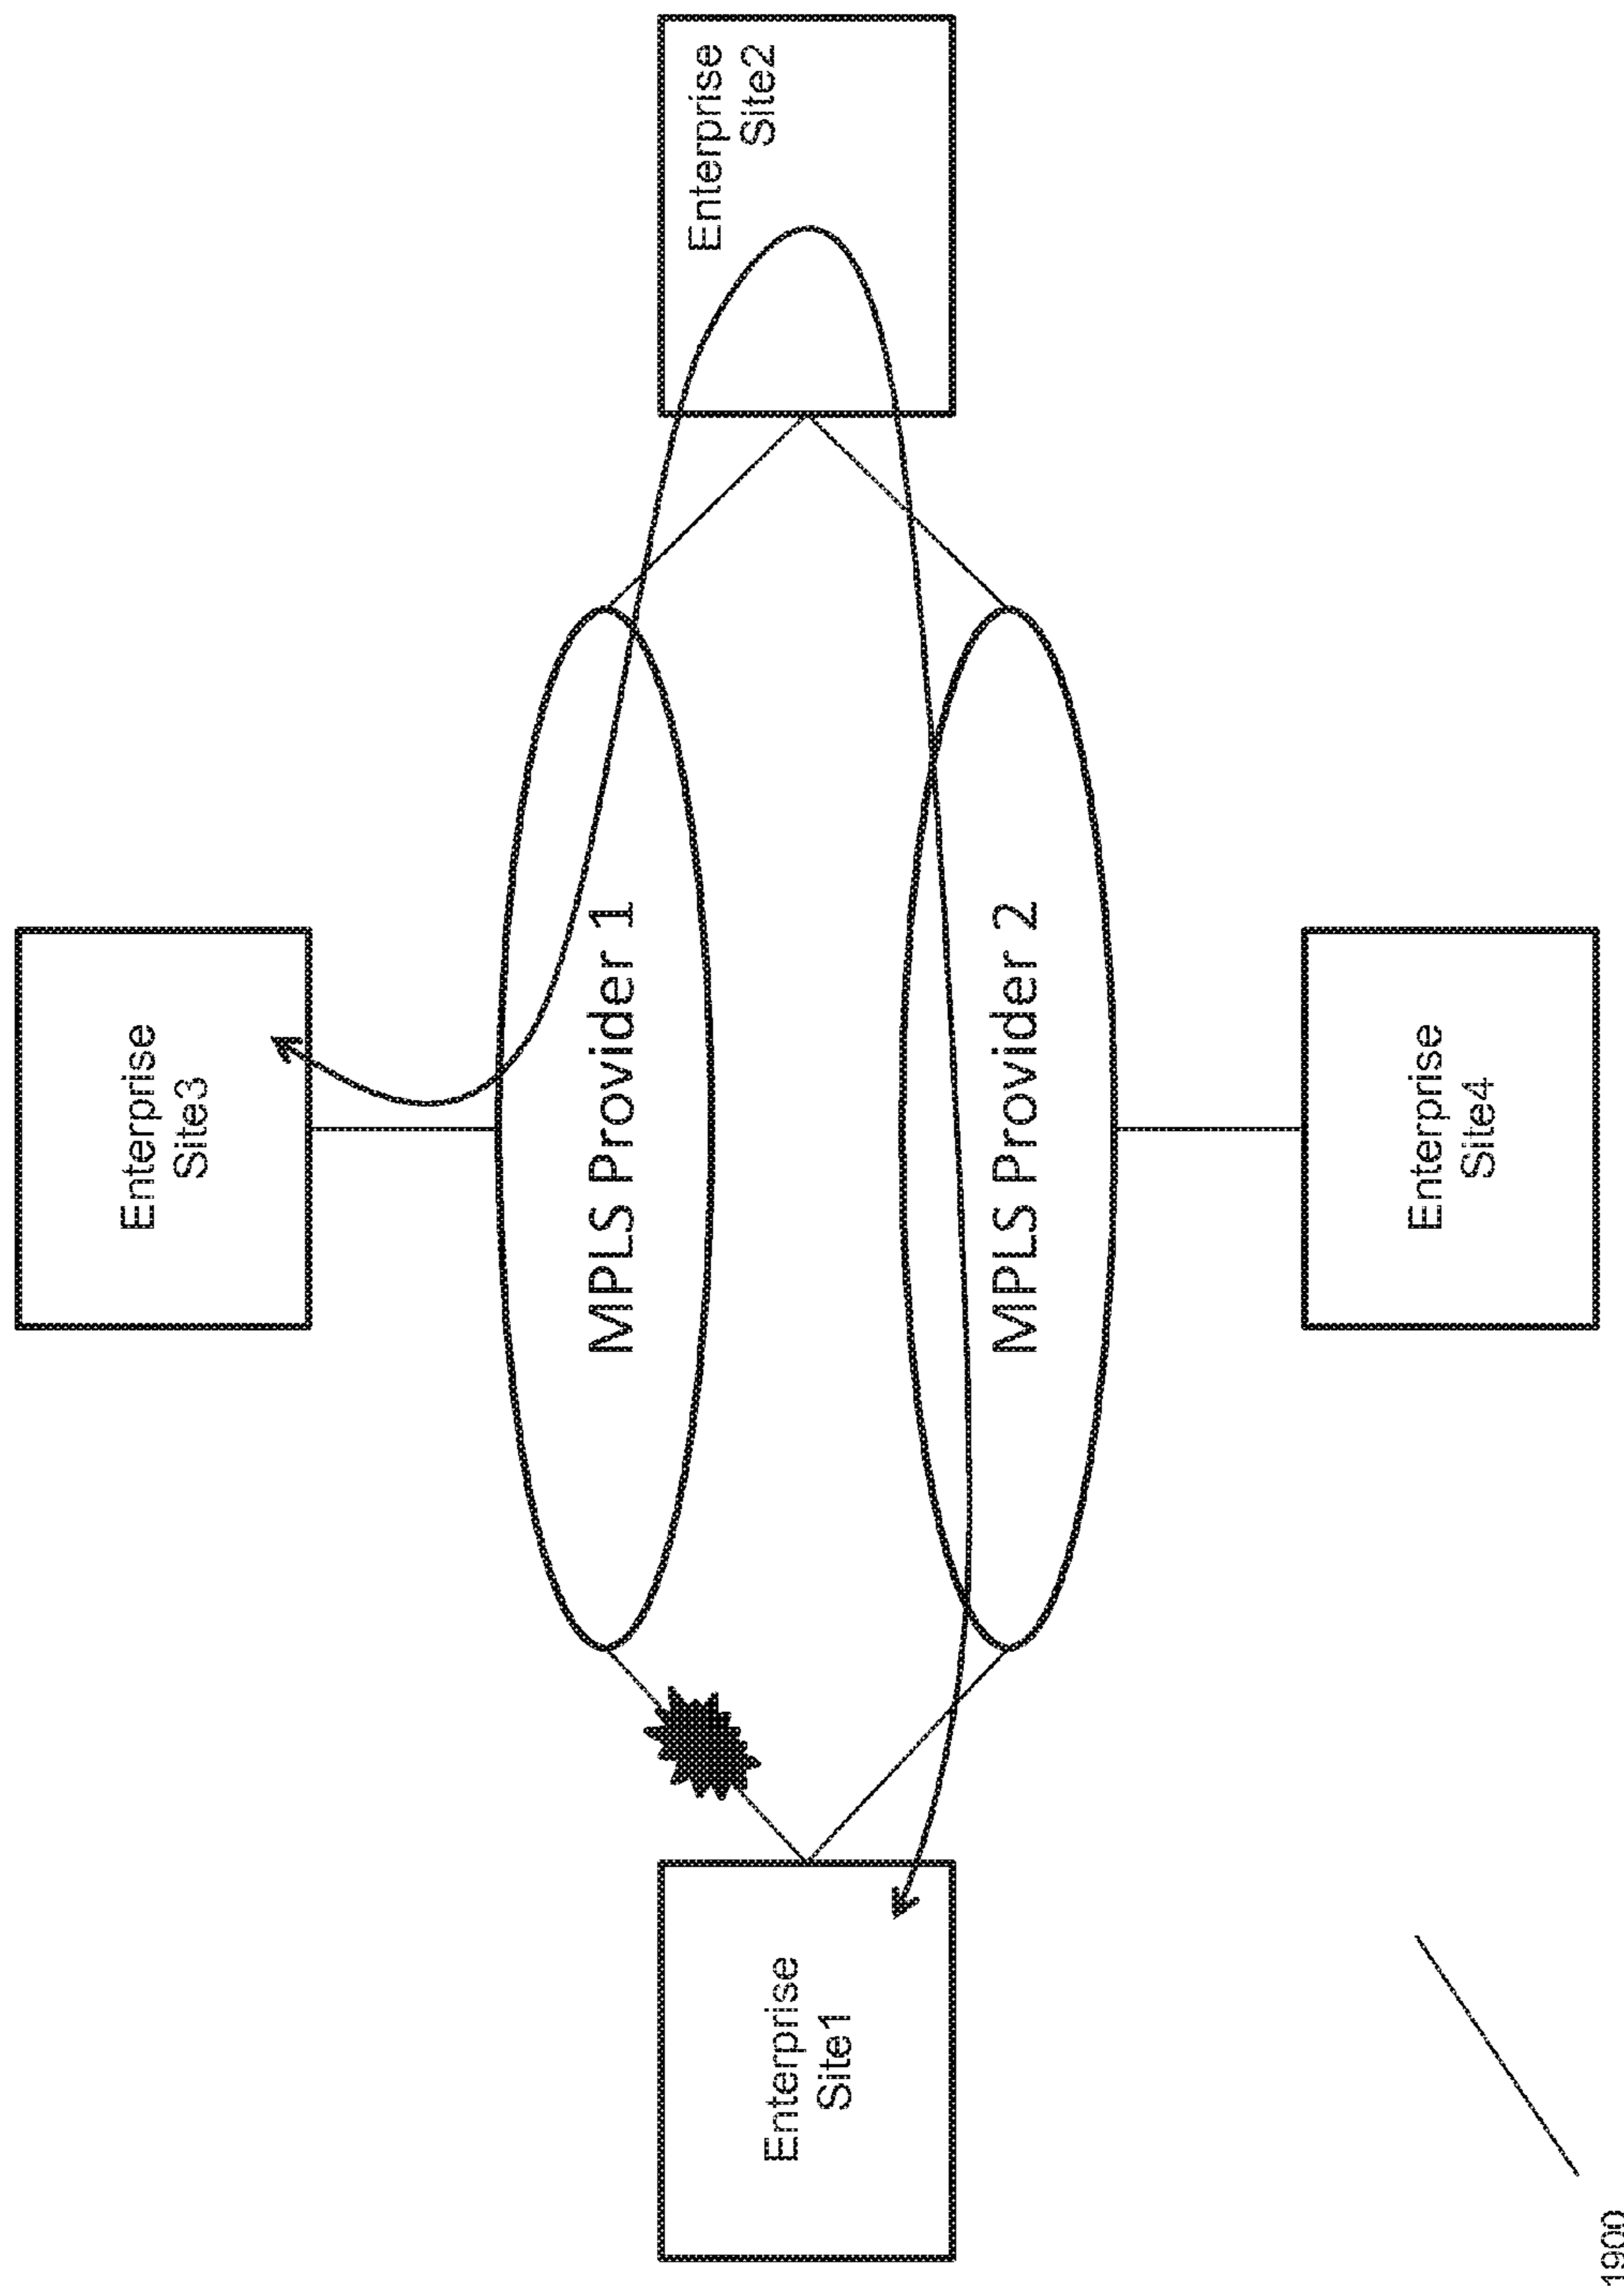 Enterprise
Site3
Enterprise
Site1
MPLS Provider 1
MPLS Provider 2
Enterprise
Site2
Enterprise
Site4
1900